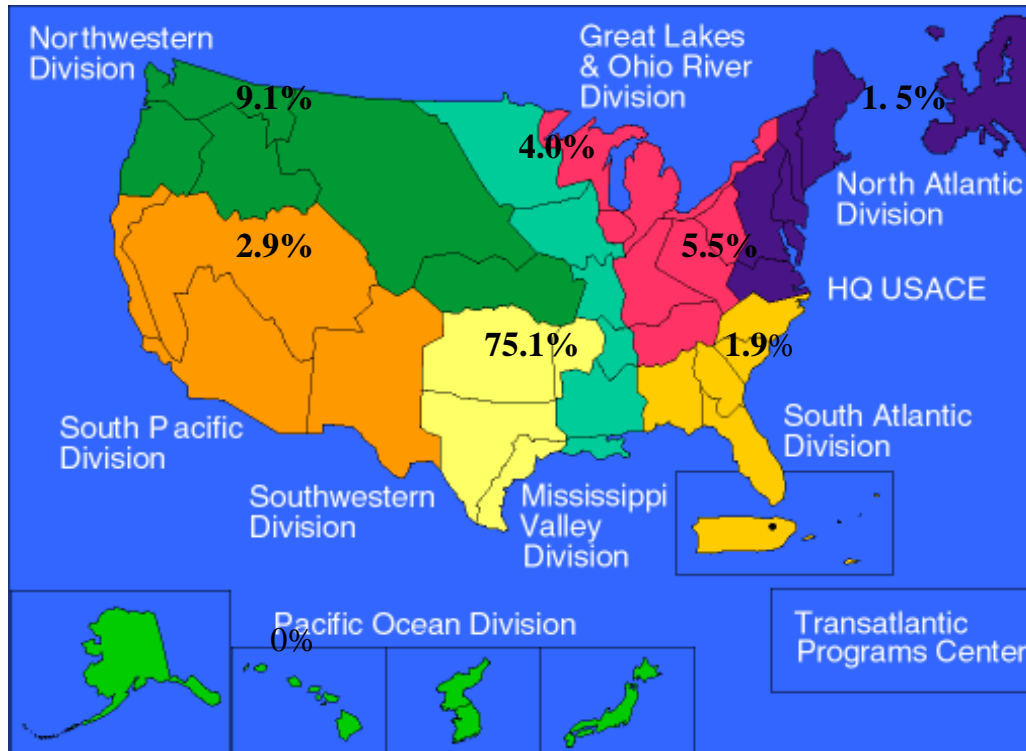 Northwestern
Division
9.1%
Great Lakes
& Ohio River
Division
4.0%
1. 5%
North Atlantic
Division
2.9%
5.5%
HQ USACE
75.1%
1.9%
South Pacific
Division
South Atlantic
Division
Southwestern
Division
Mississippi
Valley
Division
Pacific Ocean Division
0%
Transatlantic
Programs Center